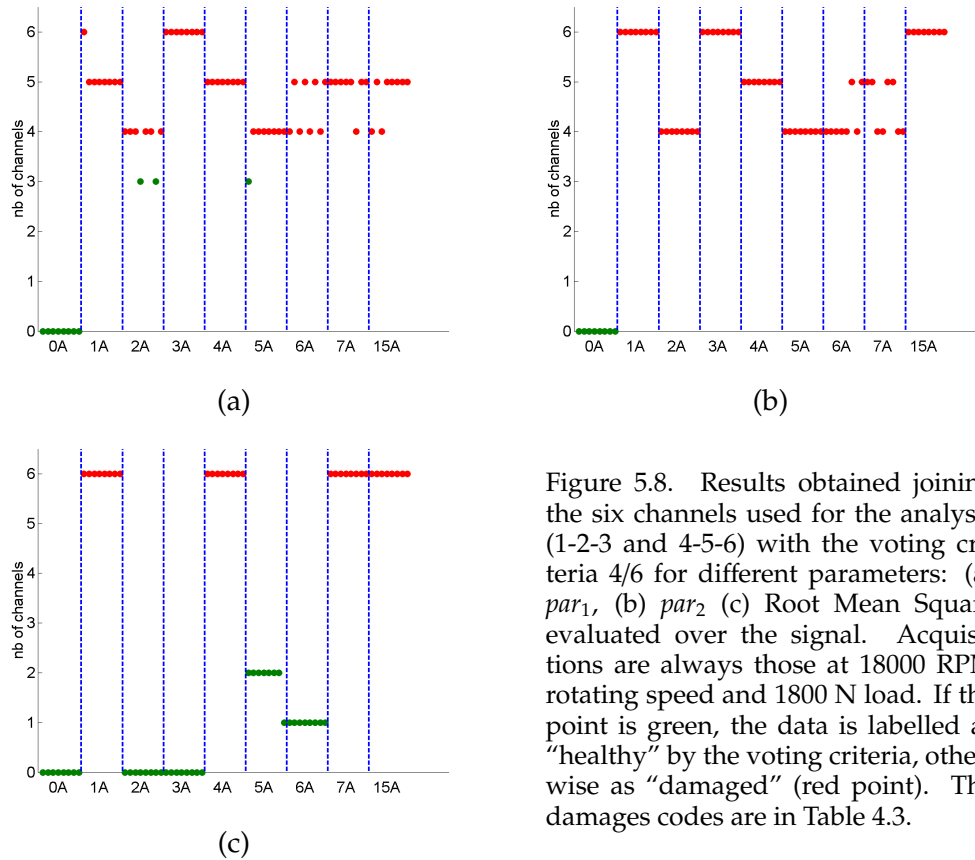 nb of channels
6
5
4
3
2
1
0
0A 1A 2A 3A 4A 5A 6A 7A 15A
(a)
nb of channels
6
5
4
3
2
1
0
0A 1A 2A 3A 4A 5A 6A 7A 15A
(b)
nb of channels
6
5
4
3
2
1
0
0A 1A 2A 3A 4A 5A 6A 7A 15A
(c)
Figure 5.8. Results obtained joinin
the six channels used for the analys
(1-2-3 and 4-5-6) with the voting cri
teria 4/6 for different parameters: (a
par₁, (b) par₂ (c) Root Mean Squar
evaluated over the signal. Acquis
tions are always those at 18000 RPM
rotating speed and 1800 N load. If th
point is green, the data is labelled a
“healthy” by the voting criteria, other
wise as “damaged” (red point). Th
damages codes are in Table 4.3.